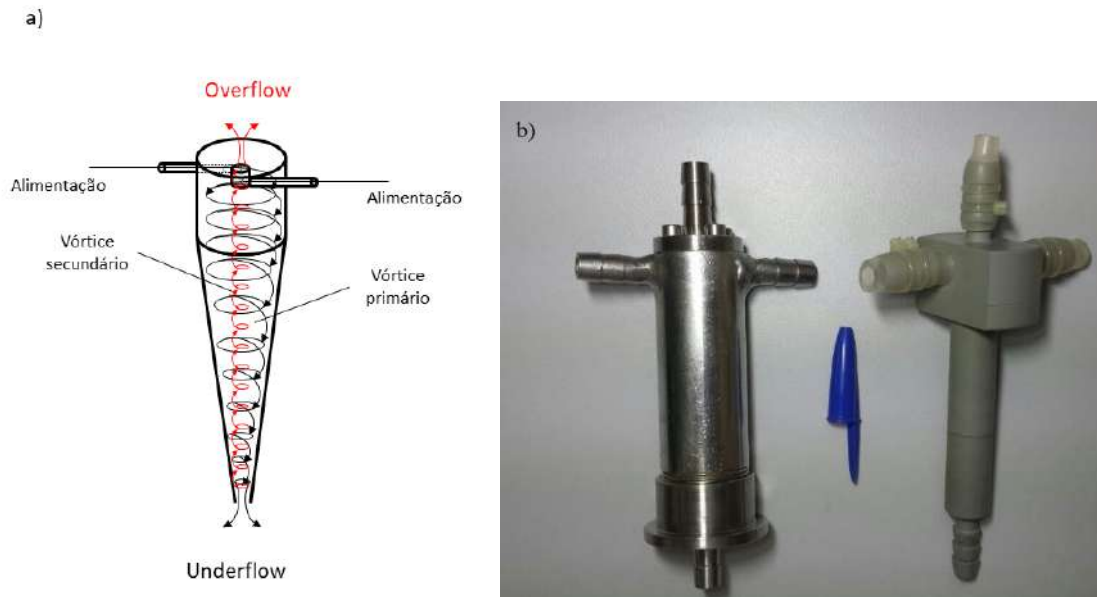 a)
Overflow
Alimentação
Alimentação
Vórtice
secundário
Vórtice
primário
Underflow
b)